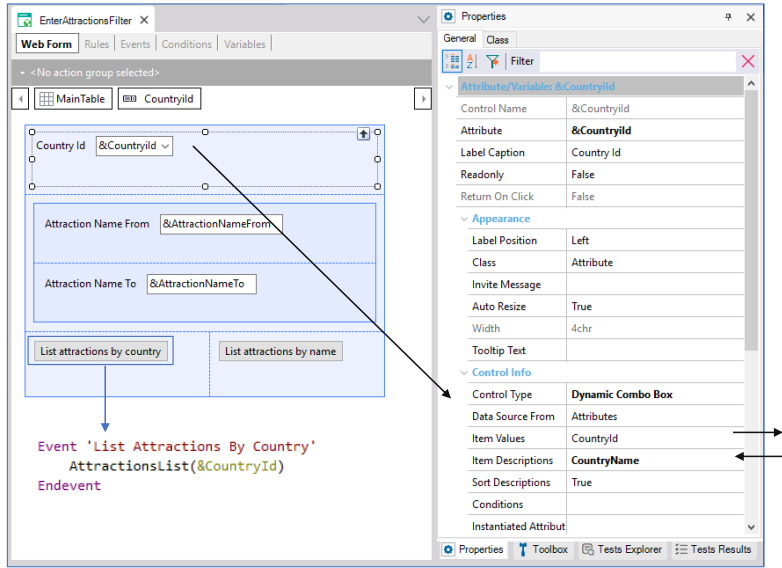 EnterAttractionsFilter
Web Form Rules Events Conditions Variables
<No action group selected>
MainTable Countryid
Country Id &Countryid
Attraction Name From &AttractionNameFrom
Attraction Name To &AttractionNameTo
List attractions by country List attractions by name
Event 'List Attractions By Country'
AttractionsList(&CountryId)
Endevent
Properties
General Class
Filter
Attribute/Variable: &Countryid
Control Name &Countryid
Attribute &Countryid
Label Caption Country Id
Readonly False
Return On Click False
Appearance
Label Position Left
Class Attribute
Invite Message
Auto Resize True
Width 4chr
Tooltip Text
Control Info
Control Type Dynamic Combo Box
Data Source From Attributes
Item Values CountryId
Item Descriptions CountryName
Sort Descriptions True
Conditions
Instantiated Attribut
Properties Toolbox Tests Explorer Tests Results